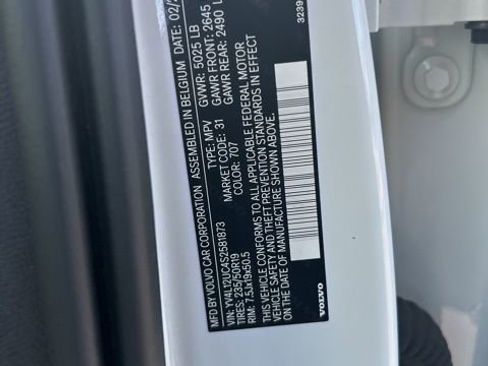 MFD BY VOLVO CAR CORPORATION ASSEMBLED IN BELGIUM DATE: 02/
VIN: YV4L12UC4S2581873 TYPE: MPV GVWR: 5025 LB
TIRES: 235/50R19 MARKET CODE: 31 GAWR FRONT: 2645
RIM: 7.5Jx19x50.5 COLOR: 707 GAWR REAR: 2490 L
THIS VEHICLE CONFORMS TO ALL APPLICABLE FEDERAL MOTOR
VEHICLE SAFETY AND THEFT PREVENTION STANDARDS IN EFFECT
ON THE DATE OF MANUFACTURE SHOWN ABOVE.
VOLVO
3239